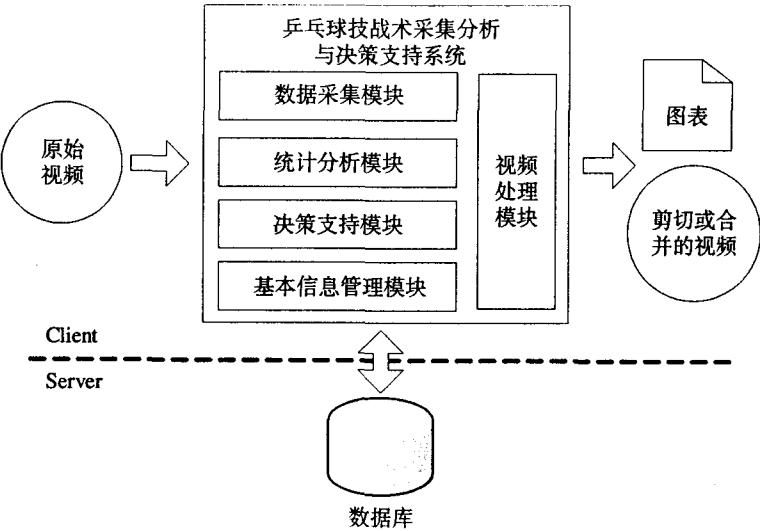 乒乓球技战术采集分析
与决策支持系统
原始
视频
数据采集模块
统计分析模块
决策支持模块
基本信息管理模块
视频
处理
模块
图表
剪切或合
并的视频
Client
Server
数据库